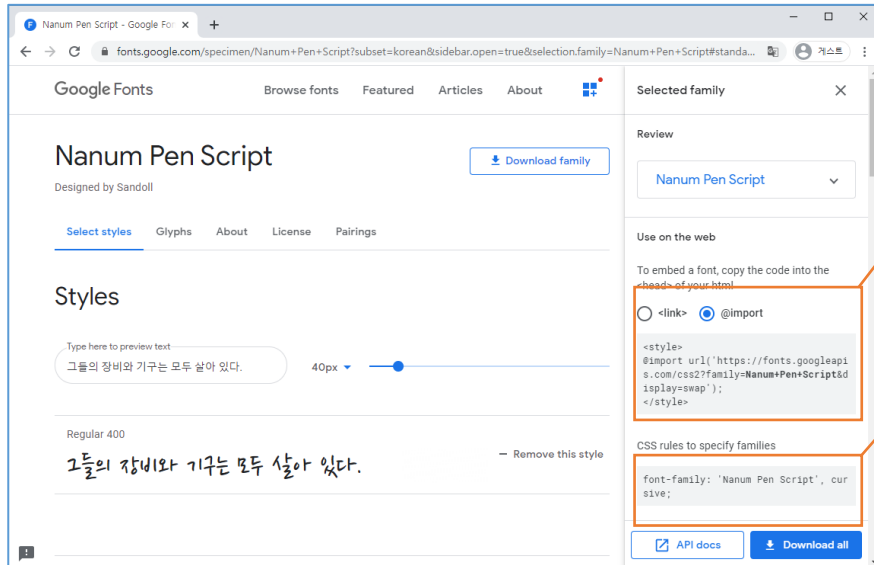 Nanum Pen Script - Google Fon
fonts.google.com/specimen/Nanum+Pen+Script?subset=korean&sidebar.open=true&selection.family=Nanum+Pen+Script#standa...
게스트
Google Fonts
Browse fonts
Featured
Articles
About
Nanum Pen Script
Download family
Designed by Sandoll
Select styles
Glyphs
About
License
Pairings
Styles
Type here to preview text
그들의 장비와 기구는 모두 살아 있다.
40px
Regular 400
그들의 장비와 기구는 모두 살아 있다.
Remove this style
Selected family
Review
Nanum Pen Script
Use on the web
To embed a font, copy the code into the
<head> of your html
<link>
@import
<style>
@import url('https://fonts.googleapi
s.com/css2?family=Nanum+Pen+Script&d
isplay=swap');
</style>
CSS rules to specify families
font-family: 'Nanum Pen Script', cur
sive;
API docs
Download all